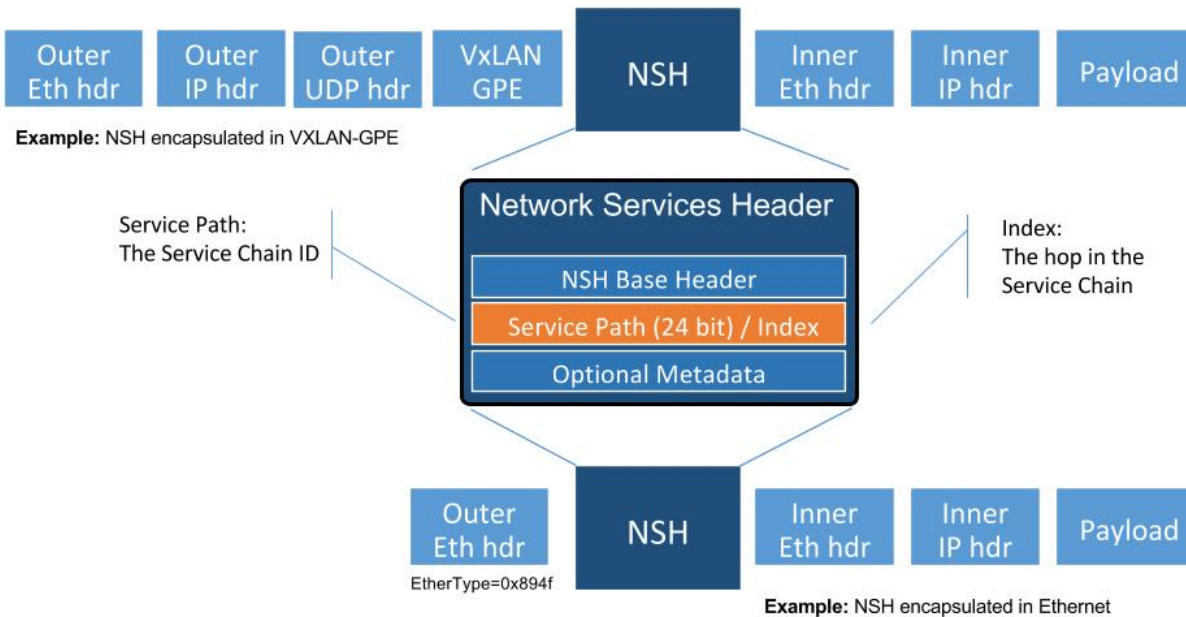 Outer
Eth hdr
Outer
IP hdr
Outer
UDP hdr
VxLAN
GPE
NSH
Inner
Eth hdr
Inner
IP hdr
Payload
Example: NSH encapsulated in VXLAN-GPE
Network Services Header
NSH Base Header
Service Path (24 bit) / Index
Optional Metadata
Service Path:
The Service Chain ID
Index:
The hop in the
Service Chain
Outer
Eth hdr
NSH
Inner
Eth hdr
Inner
IP hdr
Payload
EtherType=0x894f
Example: NSH encapsulated in Ethernet